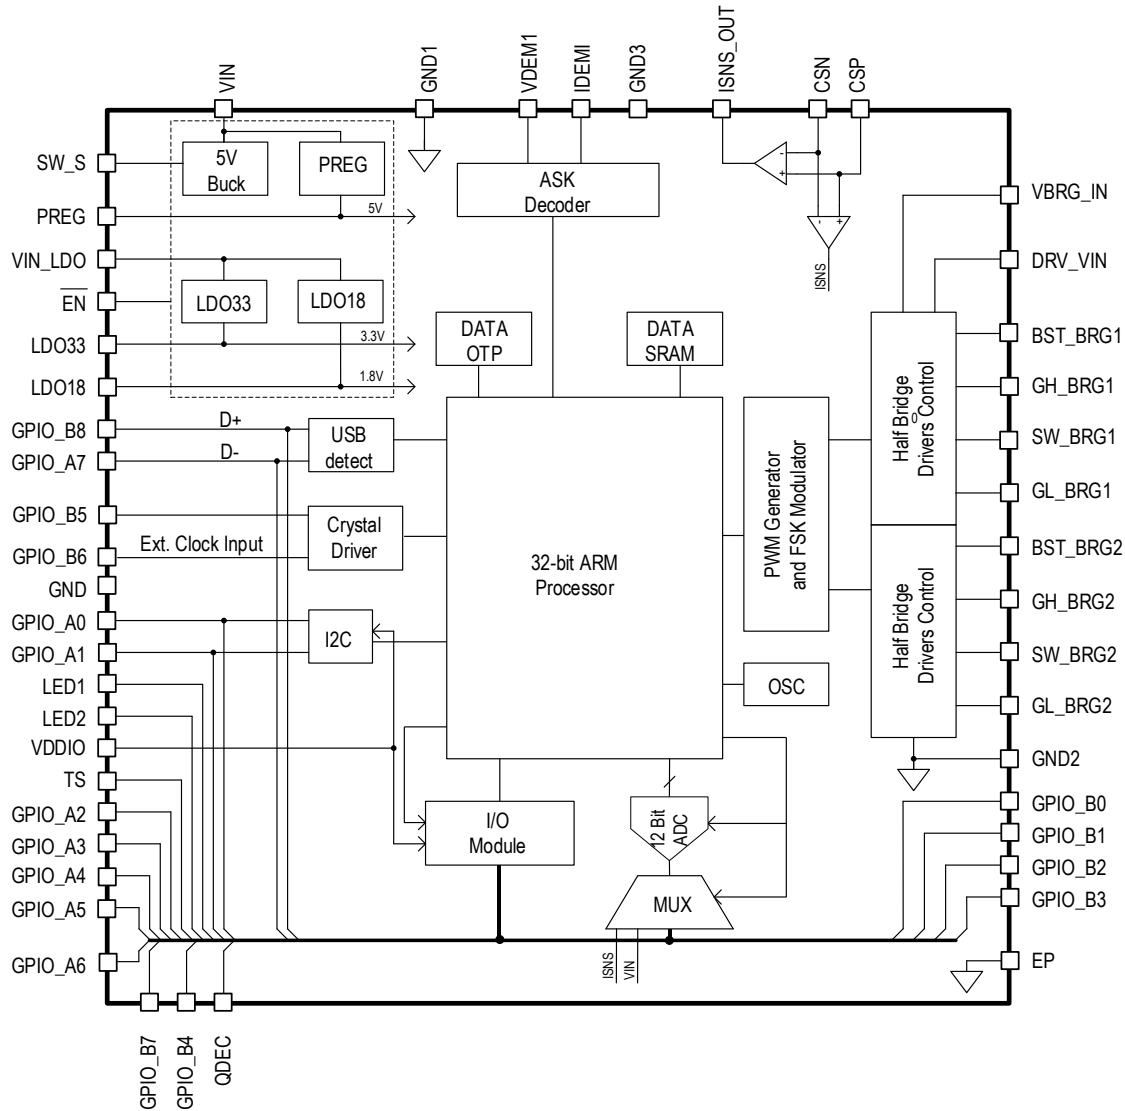 VIN
GND1
VDEM1
IDEMI
GND3
ISNS_OUT
CSN
CSP
SW_S
PREG
VIN_LDO
EN
LDO33
LDO18
GPIO_B8
GPIO_A7
GPIO_B5
GPIO_B6
GND
GPIO_A0
GPIO_A1
LED1
LED2
VDDIO
TS
GPIO_A2
GPIO_A3
GPIO_A4
GPIO_A5
GPIO_A6
5V
Buck
PREG
5V
LDO33
LDO18
3.3V
1.8V
D+
D-
USB
detect
Crystal
Driver
Ext. Clock Input
I2C
ASK
Decoder
-
+
-
+
ISNS
DATA
OTP
DATA
SRAM
32-bit ARM
Processor
PWM Generator
and FSK Modulator
OSC
Half Bridge
Drivers Control
0
Half Bridge
Drivers Control
I/O
Module
12 Bit
ADC
MUX
ISNS
VIN
VBRG_IN
DRV_VIN
BST_BRG1
GH_BRG1
SW_BRG1
GL_BRG1
BST_BRG2
GH_BRG2
SW_BRG2
GL_BRG2
GND2
GPIO_B0
GPIO_B1
GPIO_B2
GPIO_B3
EP
GPIO_B7
GPIO_B4
QDEC